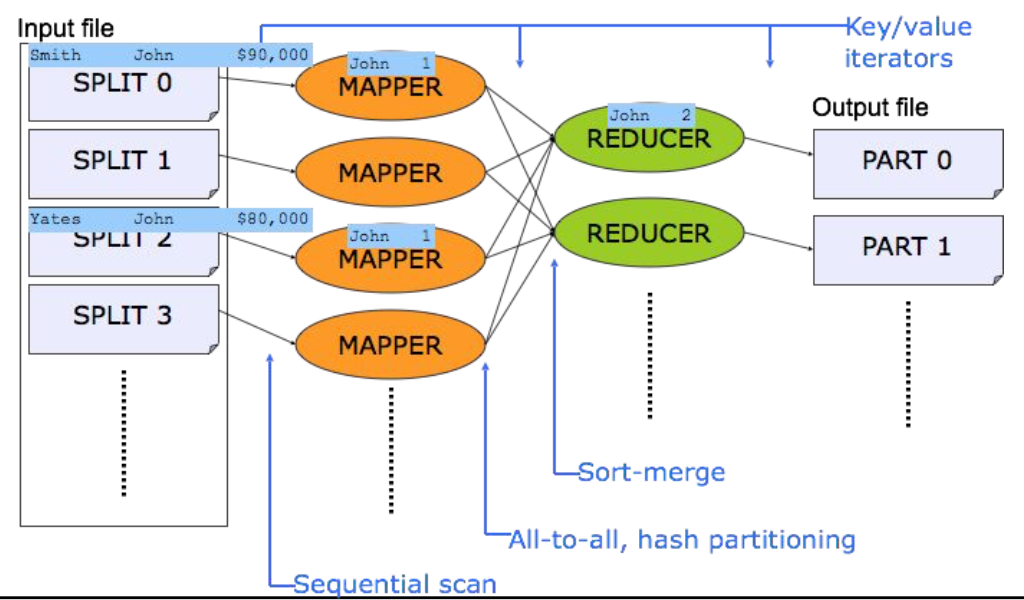 Input file
Key/value
iterators
Smith John $90,000
SPLIT 0
John 1
MAPPER
Output file
John 2
REDUCER
PART 0
SPLIT 1
MAPPER
Yates John $80,000
SPLIT 2
John 1
MAPPER
REDUCER
PART 1
SPLIT 3
MAPPER
Sort-merge
All-to-all, hash partitioning
Sequential scan